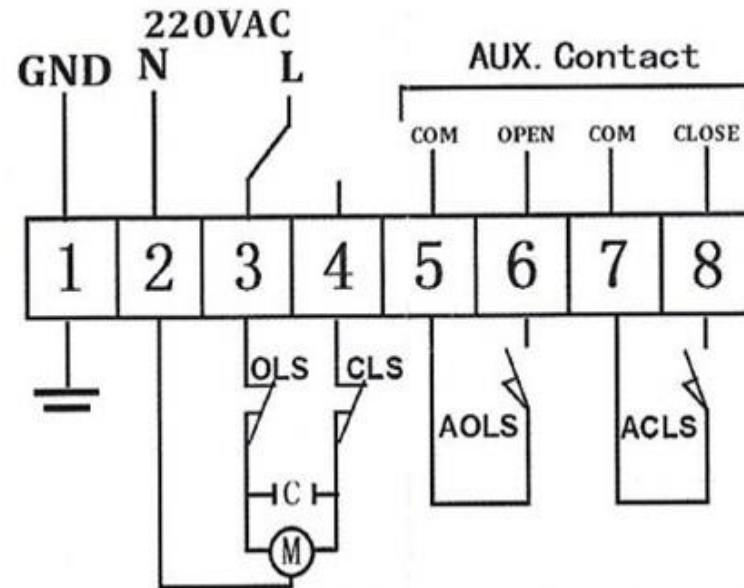 220VAC
GND N L
AUX. Contact
COM OPEN COM CLOSE
1 2 3 4 5 6 7 8
OLS CLS
AOLS ACLS
C
M